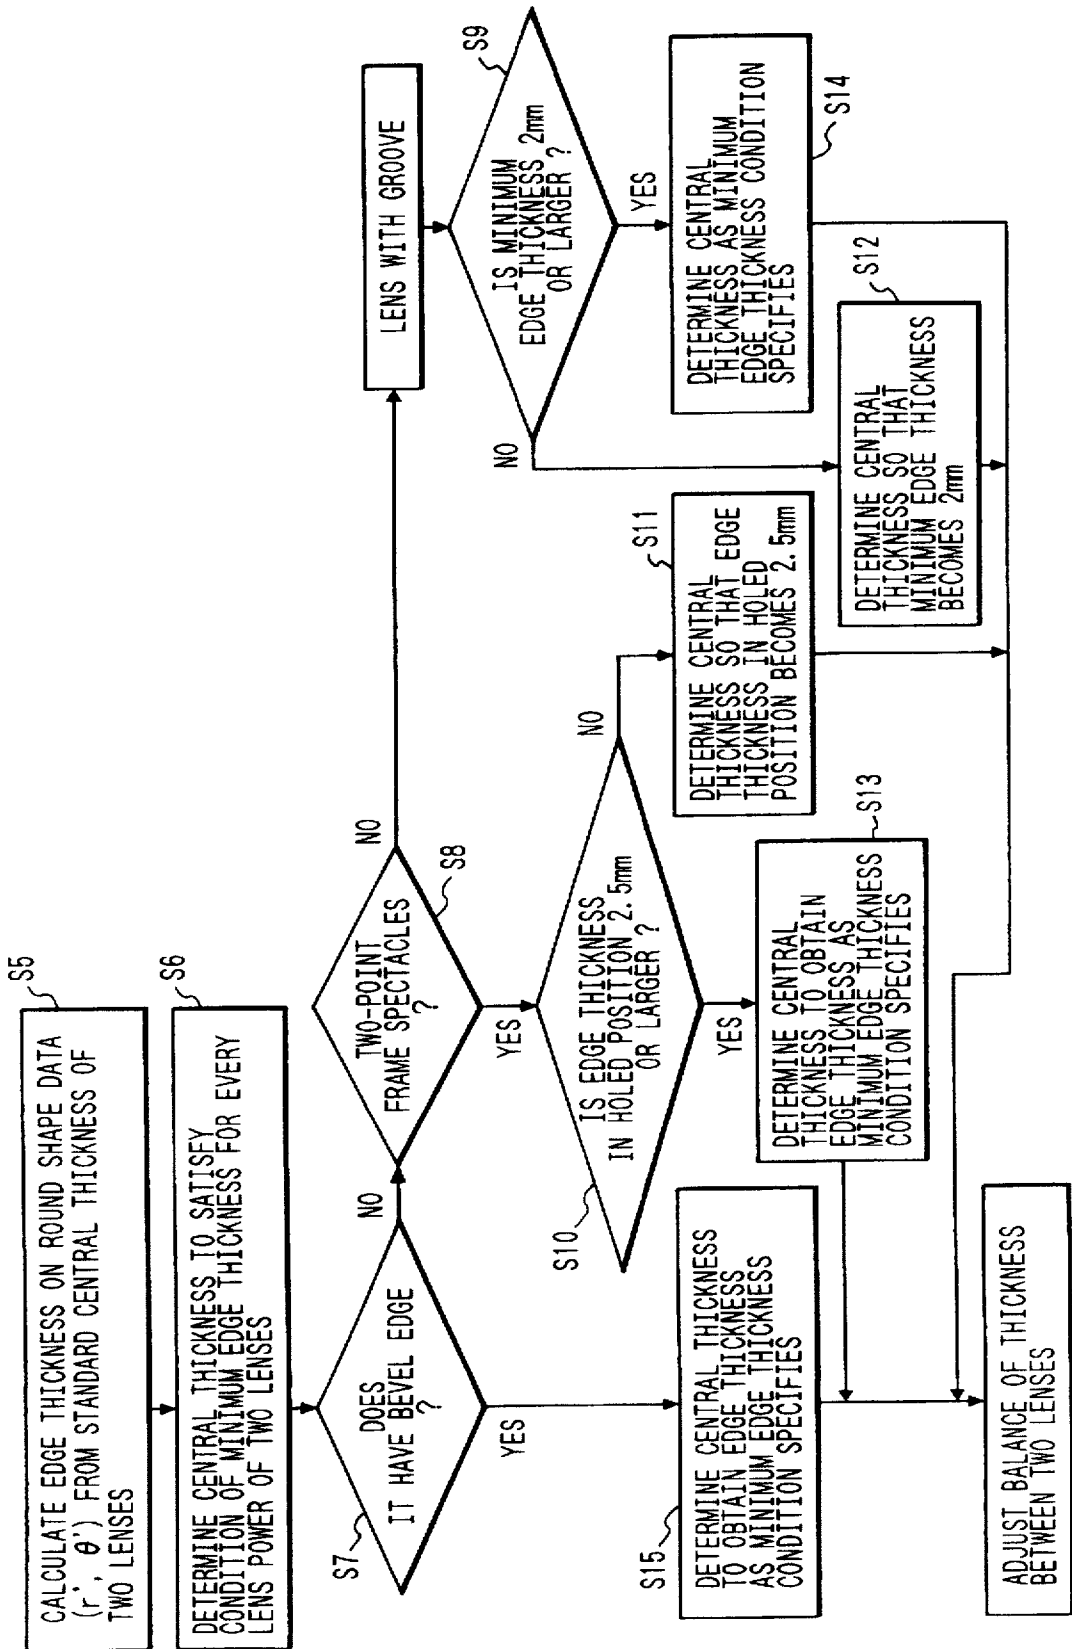 S5
CALCULATE EDGE THICKNESS ON ROUND SHAPE DATA
(r', θ') FROM STANDARD CENTRAL THICKNESS OF
TWO LENSES
S6
DETERMINE CENTRAL THICKNESS TO SATISFY
CONDITION OF MINIMUM EDGE THICKNESS FOR EVERY
LENS POWER OF TWO LENSES
S7
DOES
IT HAVE BEVEL EDGE
?
NO
YES
TWO-POINT
FRAME SPECTACLES
?
S8
NO
YES
LENS WITH GROOVE
S9
IS MINIMUM
EDGE THICKNESS 2mm
OR LARGER ?
NO
YES
S10
IS EDGE THICKNESS
IN HOLED POSITION 2.5mm
OR LARGER ?
NO
YES
S15
DETERMINE CENTRAL THICKNESS
TO OBTAIN EDGE THICKNESS
AS MINIMUM EDGE THICKNESS
CONDITION SPECIFIES
S13
DETERMINE CENTRAL
THICKNESS TO OBTAIN
EDGE THICKNESS AS
MINIMUM EDGE THICKNESS
CONDITION SPECIFIES
S11
DETERMINE CENTRAL
THICKNESS SO THAT EDGE
THICKNESS IN HOLED
POSITION BECOMES 2.5mm
S12
DETERMINE CENTRAL
THICKNESS SO THAT
MINIMUM EDGE THICKNESS
BECOMES 2mm
S14
DETERMINE CENTRAL
THICKNESS AS MINIMUM
EDGE THICKNESS CONDITION
SPECIFIES
ADJUST BALANCE OF THICKNESS
BETWEEN TWO LENSES